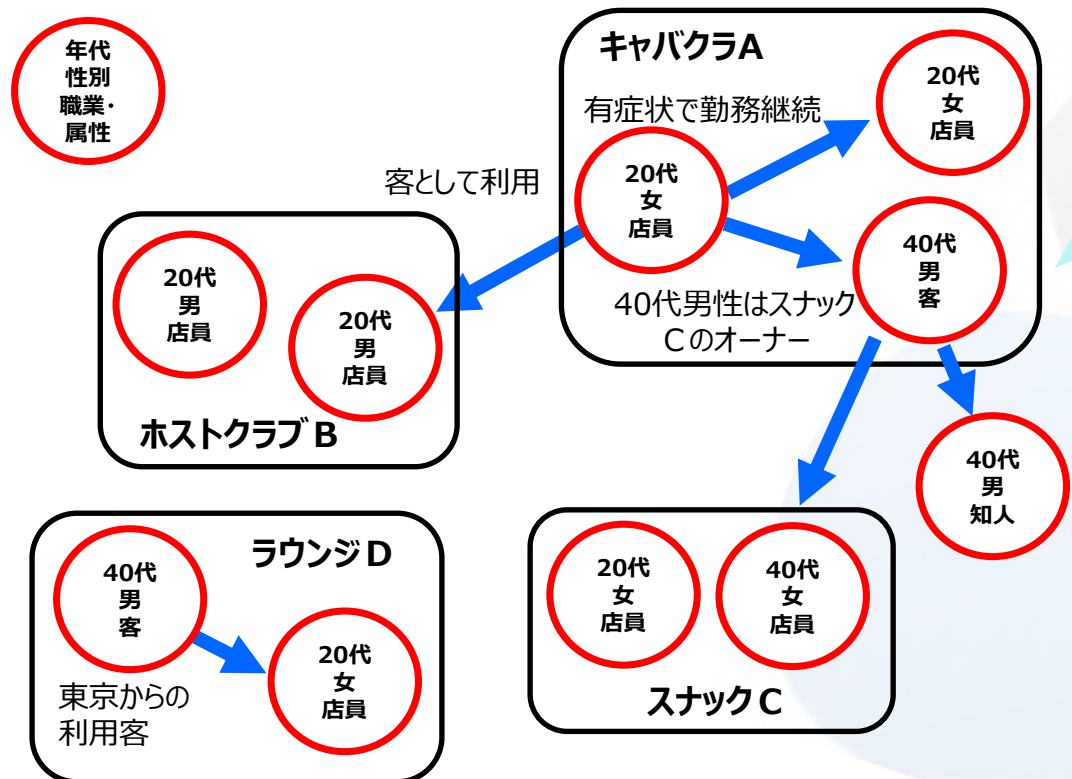 年代
性別
職業・
属性
キャバクラA
有症状で勤務継続
20代
女
店員
20代
女
店員
客として利用
40代
男
客
40代男性はスナック
Cのオーナー
20代
男
店員
20代
男
店員
ホストクラブB
40代
男
知人
ラウンジD
40代
男
客
20代
女
店員
東京からの
利用客
20代
女
店員
40代
女
店員
スナックC